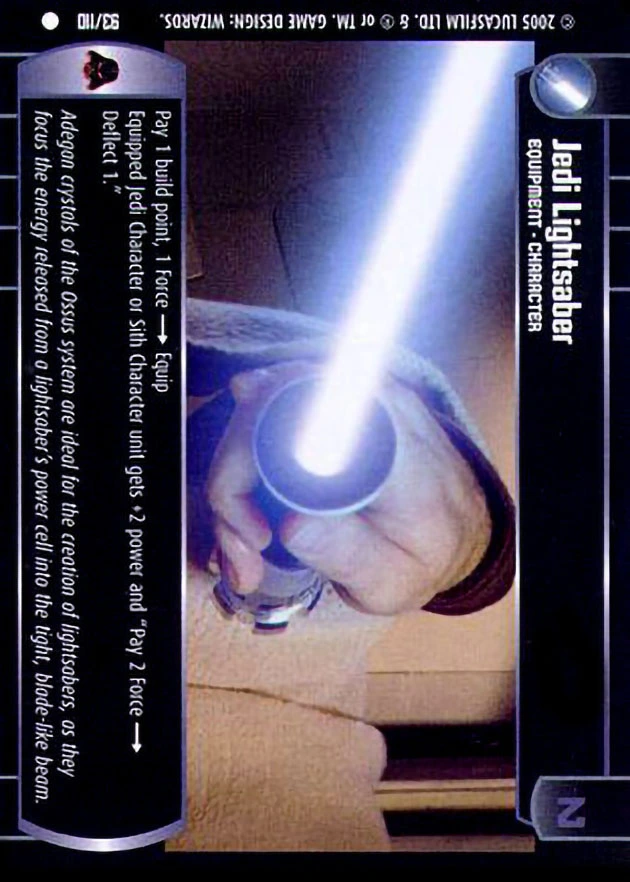 Jedi Lightsaber
EQUIPMENT - CHARACTER
2
Pay 1 build point, 1 Force → Equip
Equipped Jedi Character or Sith Character unit gets +2 power and "Pay 2 Force →
Deflect 1."
Adegan crystals of the Ossus system are ideal for the creation of lightsabers, as they
focus the energy released from a lightsaber's power cell into the tight, blade-like beam.
© 2005 LUCASFILM LTD. & ® or TM. GAME DESIGN: WIZARDS.
93/110